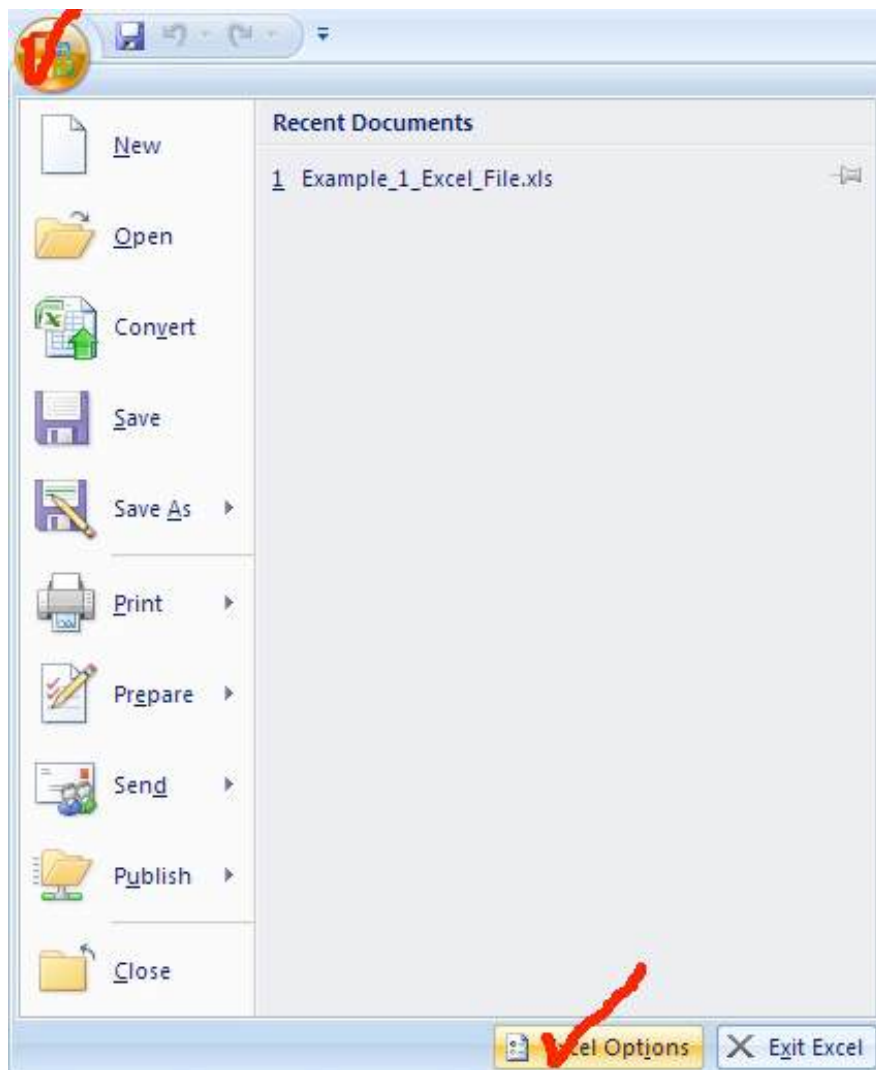 Recent Documents
New
1 Example_1_Excel_File.xls
Open
Convert
Save
Save As
Print
Prepare
Send
Publish
Close
Options
Exit Excel